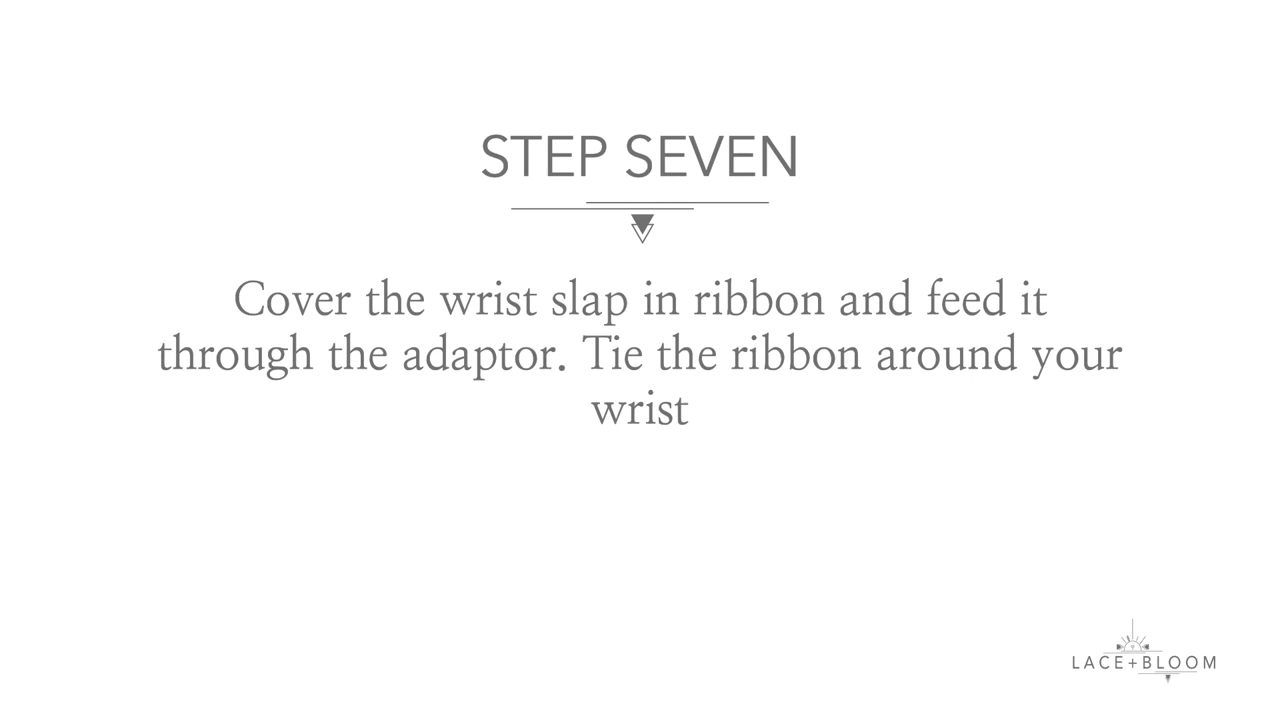 STEP SEVEN
Cover the wrist slap in ribbon and feed it
through the adaptor. Tie the ribbon around your
wrist
LACE+BLOOM